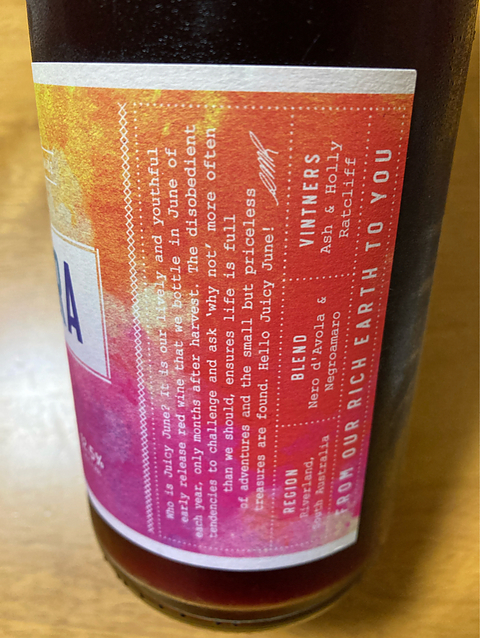 RA
2.5%
Who is Juicy June? It is our lively and youthful
early release red wine that we bottle in June of
each year, only months after harvest. The disobedient
tendencies to challenge and ask 'why not' more often
than we should, ensures life is full
of adventures and the small but priceless
treasures are found. Hello Juicy June!
REGION
Riverland,
South Australia
BLEND
Nero d'Avola &
Negroamaro
VINTNERS
Ash & Holly
Ratcliff
FROM OUR RICH EARTH TO YOU